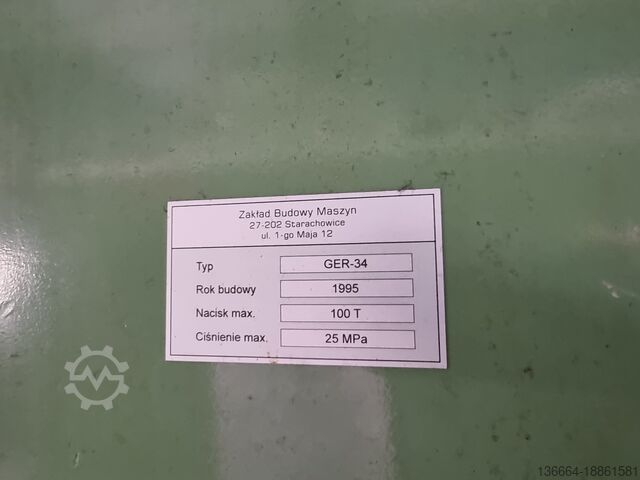 Zakład Budowy Maszyn
27-202 Starachowice
ul. 1-go Maja 12
Typ GER-34
Rok budowy 1995
Nacisk max. 100 T
Ciśnienie max. 25 MPa
136664-18861581